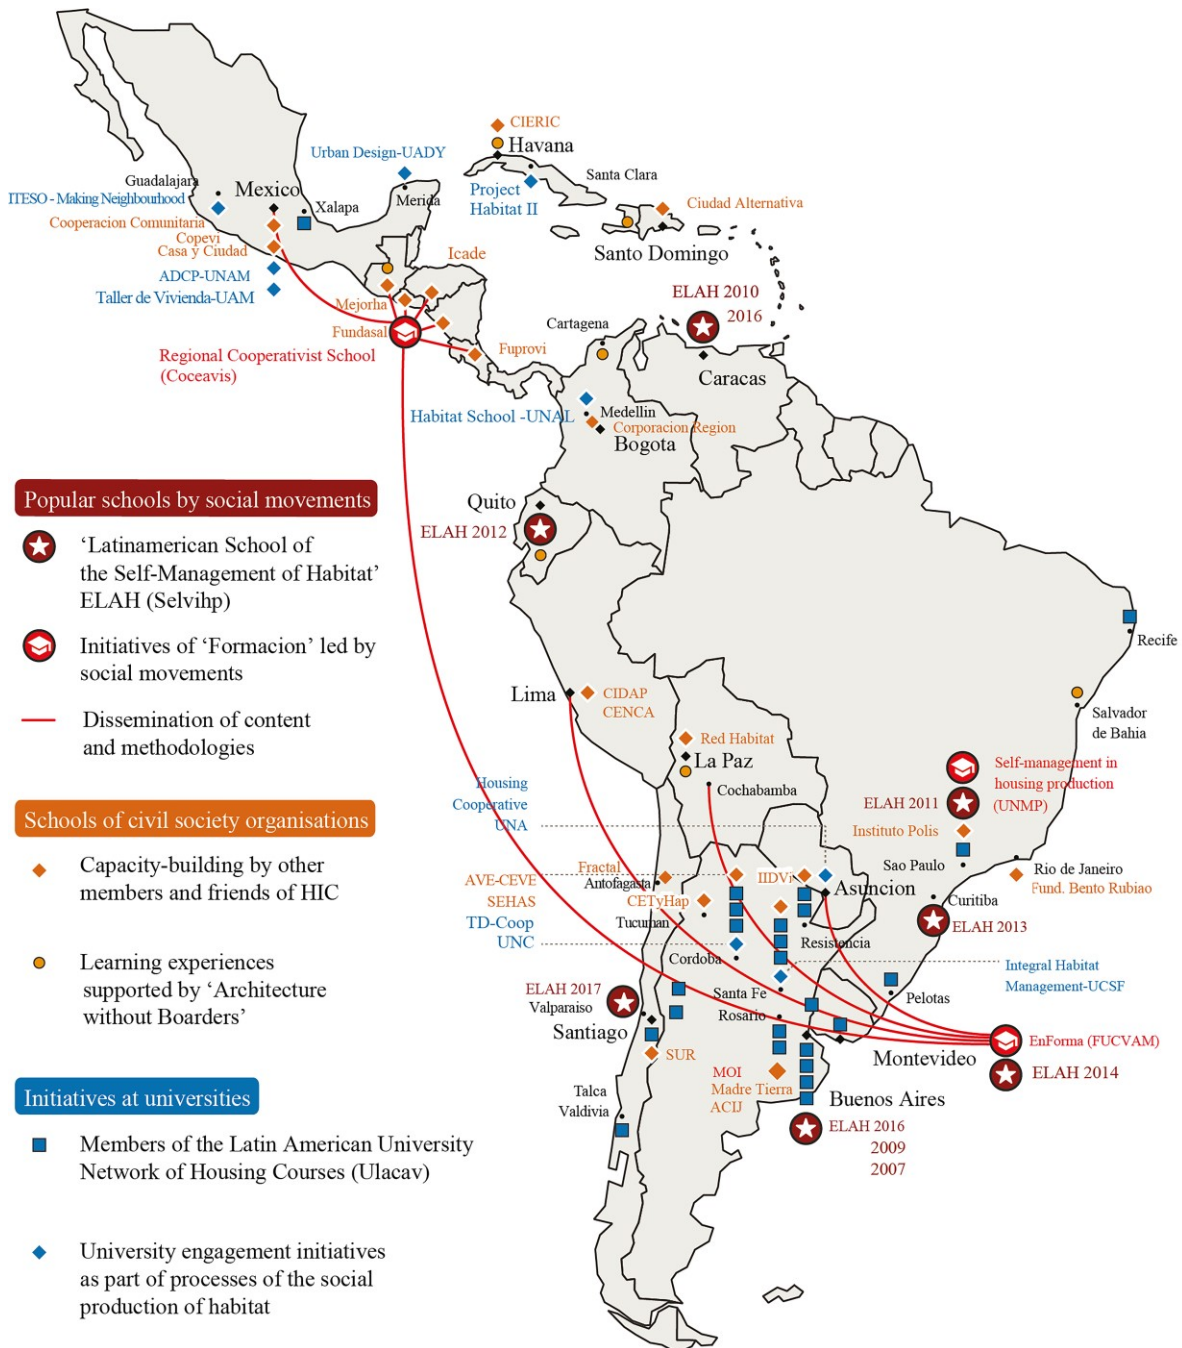 CIERIC
Havana
Urban Design-UADY
Santa Clara
Guadalajara
Mexico
Project
Habitat II
ITESO - Making Neighbourhood
Xalapa
Merida
Ciudad Alternativa
Cooperacion Comunitaria
Copevi
Casa y Ciudad
Santo Domingo
Icade
ADCP-UNAM
Taller de Vivienda-UAM
Mejorha
ELAH 2010
2016
Fundasal
Cartagena
Regional Cooperativist School
(Coceavis)
Fuprovi
Caracas
Habitat School -UNAL
Medellin
Corporacion Region
Bogota
Popular schools by social movements
Quito
ELAH 2012
‘Latinamerican School of
the Self-Management of Habitat’
ELAH (Selvihp)
Initiatives of ‘Formacion’ led by
social movements
Recife
Lima
CIDAP
CENCA
Dissemination of content
and methodologies
Salvador
de Bahia
Red Habitat
La Paz
Self-management in
housing production
(UNMP)
Housing
Cooperative
UNA
Cochabamba
ELAH 2011
Schools of civil society organisations
Instituto Polis
Capacity-building by other
members and friends of HIC
Fractal
Antofagasta
AVE-CEVE
SEHAS
CETyHap
IIDVi
Asuncion
Sao Paulo
Rio de Janeiro
Fund. Bento Rubiao
Curitiba
TD-Coop
UNC
Tucuman
Resistencia
ELAH 2013
Learning experiences
supported by ‘Architecture
without Boarders’
Cordoba
Integral Habitat
Management-UCSF
ELAH 2017
Valparaiso
Santiago
Santa Fe
Rosario
Pelotas
SUR
Montevideo
EnForma (FUCVAM)
ELAH 2014
Initiatives at universities
MOI
Madre Tierra
ACIJ
Talca
Valdivia
Buenos Aires
ELAH 2016
2009
2007
Members of the Latin American University
Network of Housing Courses (Ulacav)
University engagement initiatives
as part of processes of the social
production of habitat